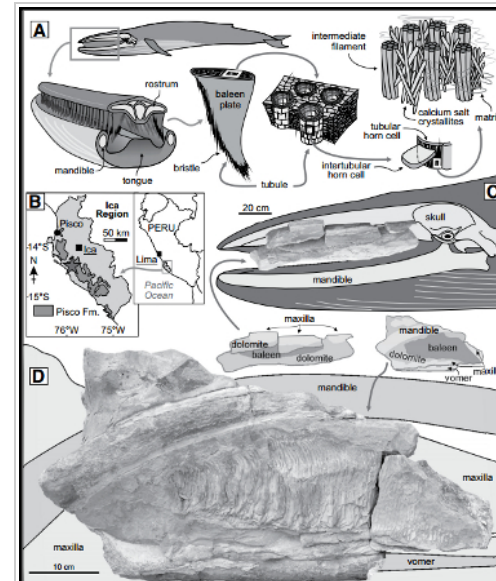 A
rostrum
baleen
plate
mandible
tongue
bristle
tubule
intermediate
filament
calcium salt
crystallites
tubular
horn cell
intertubular
horn cell
B
Ica
Region
Pisco
50 km
Ica
14°S
N
15°S
Pisco Fm.
76°W
75°W
PERU
Lima
Pacific
Ocean
C
20 cm
skull
mandible
maxilla
dolomite
baleen
dolomite
mandible
baleen
dolomite
vomer
D
mandible
maxilla
maxilla
vomer
10 cm